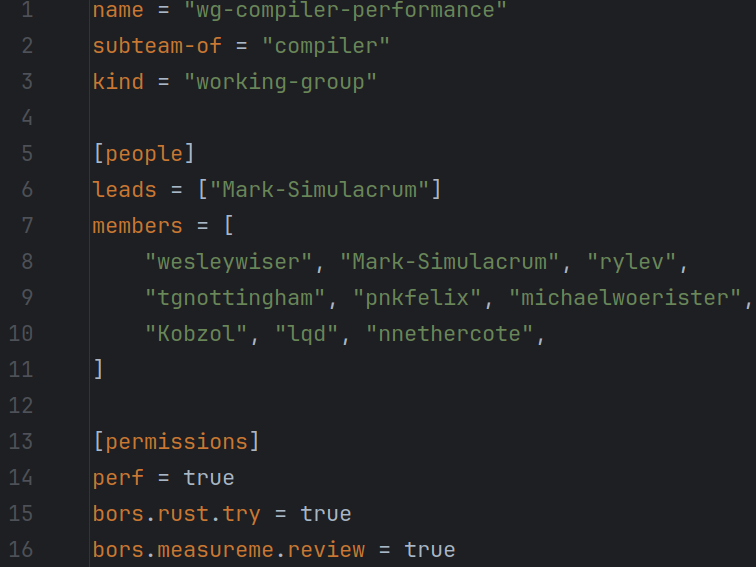 1 name = "wg-compiler-performance"
2 subteam-of = "compiler"
3 kind = "working-group"
4
5 [people]
6 leads = ["Mark-Simulacrum"]
7 members = [
8     "wesleywiser", "Mark-Simulacrum", "rylev",
9     "tgnottingham", "pnkfelix", "michaelwoerister",
10     "Kobzol", "lqd", "nnethercote",
11 ]
12
13 [permissions]
14 perf = true
15 bors.rust.try = true
16 bors.measureme.review = true